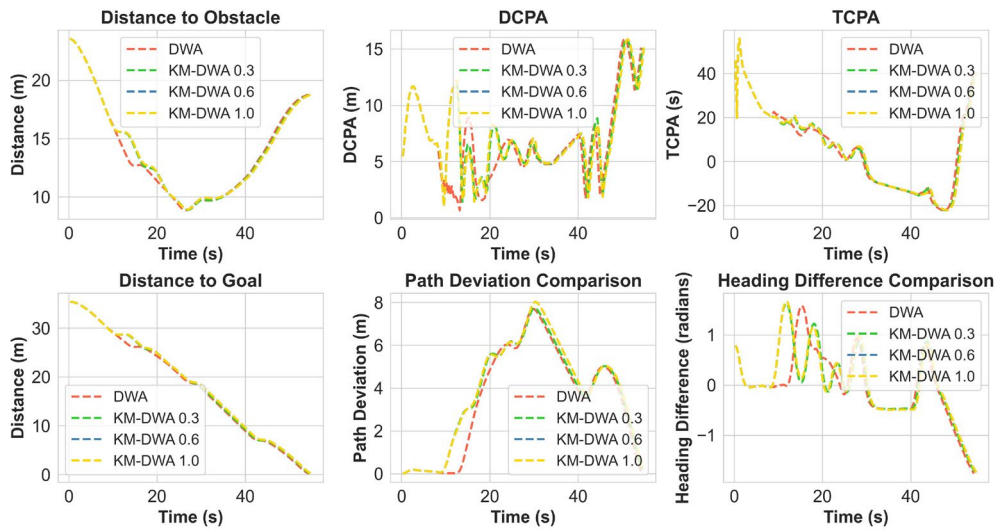 Distance to Obstacle
Distance (m)
20
15
10
0
20
40
Time (s)
DWA
KM-DWA 0.3
KM-DWA 0.6
KM-DWA 1.0
DCPA
DCPA (m)
15
10
5
0
0
20
40
Time (s)
DWA
KM-DWA 0.3
KM-DWA 0.6
KM-DWA 1.0
TCPA
TCPA (s)
40
20
0
−20
0
20
40
Time (s)
DWA
KM-DWA 0.3
KM-DWA 0.6
KM-DWA 1.0
Distance to Goal
Distance (m)
30
20
10
0
0
20
40
Time (s)
DWA
KM-DWA 0.3
KM-DWA 0.6
KM-DWA 1.0
Path Deviation Comparison
Path Deviation (m)
8
6
4
2
0
0
20
40
Time (s)
DWA
KM-DWA 0.3
KM-DWA 0.6
KM-DWA 1.0
Heading Difference Comparison
Heading Difference (radians)
1
0
−1
0
20
40
Time (s)
DWA
KM-DWA 0.3
KM-DWA 0.6
KM-DWA 1.0